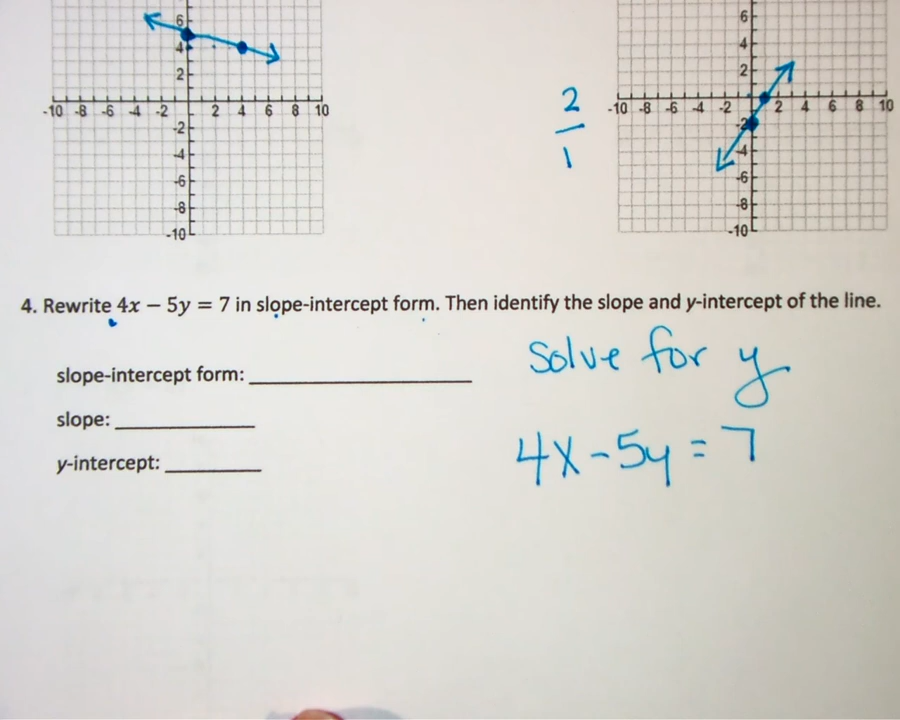 6
4
2
-10 -8 -6 -4 -2 2 4 6 8 10
-2
-4
-6
-8
-10
2
1
6
4
2
-10 -8 -6 -4 -2 2 4 6 8 10
-2
-4
-6
-8
-10
4. Rewrite 4x − 5y = 7 in slope-intercept form. Then identify the slope and y-intercept of the line.
slope-intercept form:
slope:
y-intercept:
Solve for y
4x-5y=7